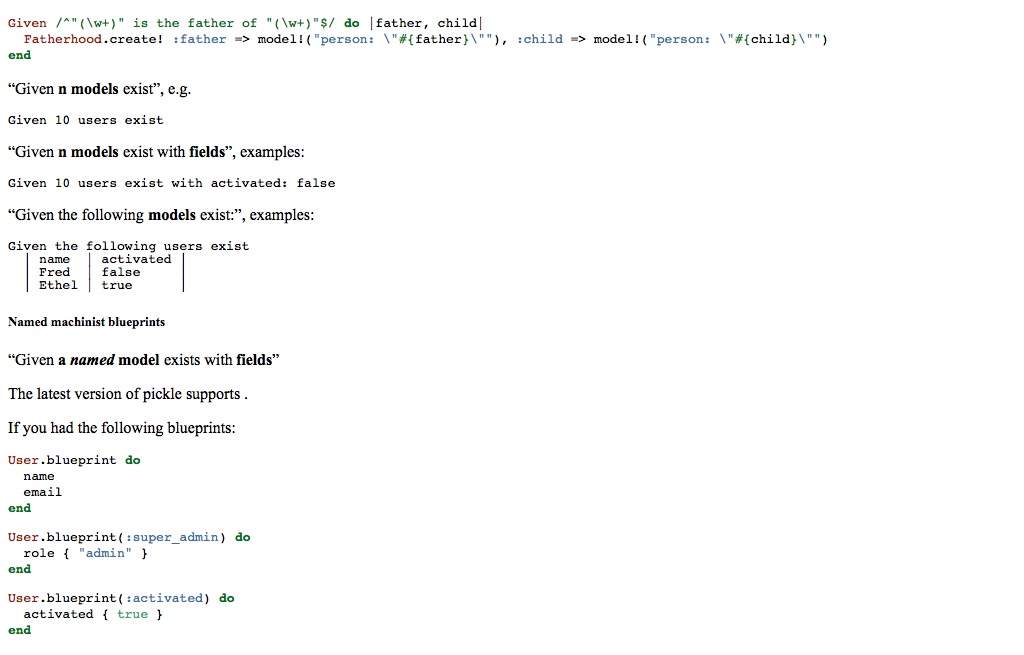 Given /^"(\w+)" is the father of "(\w+)"$/ do |father, child|
  Fatherhood.create! :father => model!("person: \"#{father}\""), :child => model!("person: \"#{child}\"")
end
“Given n models exist”, e.g.
Given 10 users exist
“Given n models exist with fields”, examples:
Given 10 users exist with activated: false
“Given the following models exist:”, examples:
Given the following users exist
  | name  | activated |
  | Fred  | false     |
  | Ethel | true      |
Named machinist blueprints
“Given a named model exists with fields”
The latest version of pickle supports .
If you had the following blueprints:
User.blueprint do
  name
  email
end
User.blueprint(:super_admin) do
  role { "admin" }
end
User.blueprint(:activated) do
  activated { true }
end